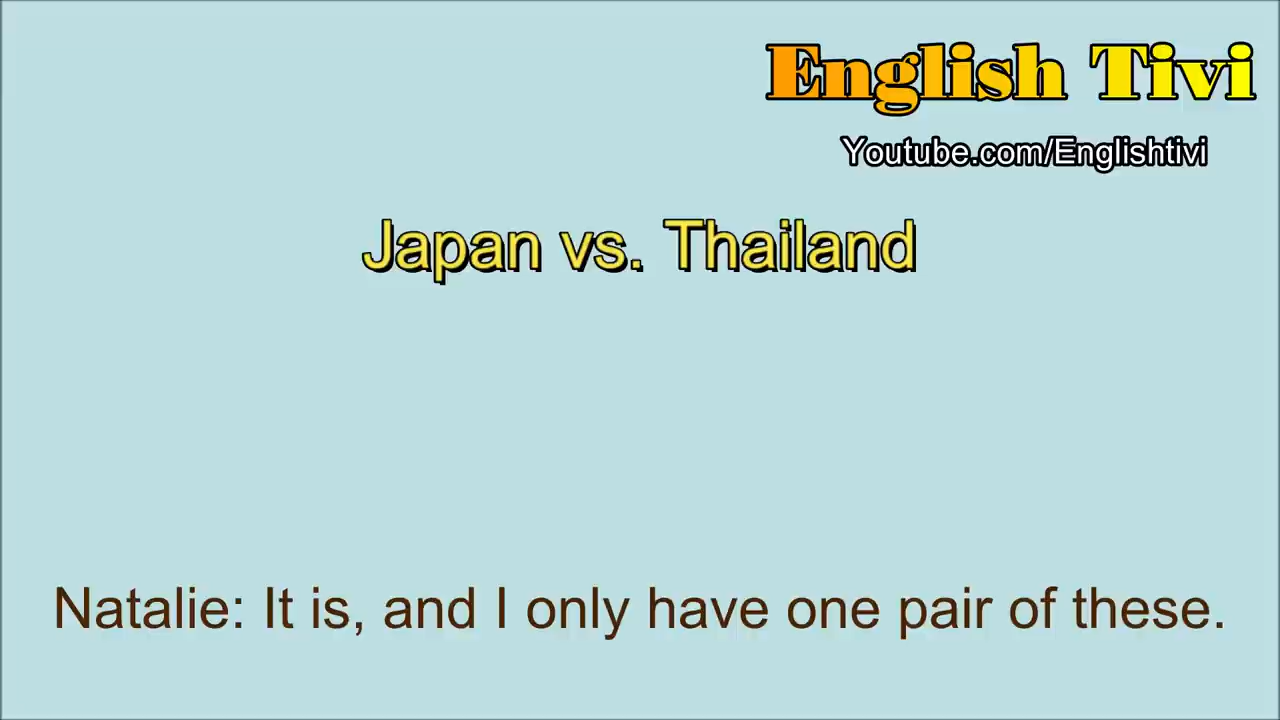 English Tivi
Youtube.com/Englishtivi
Japan vs. Thailand
Natalie: It is, and I only have one pair of these.